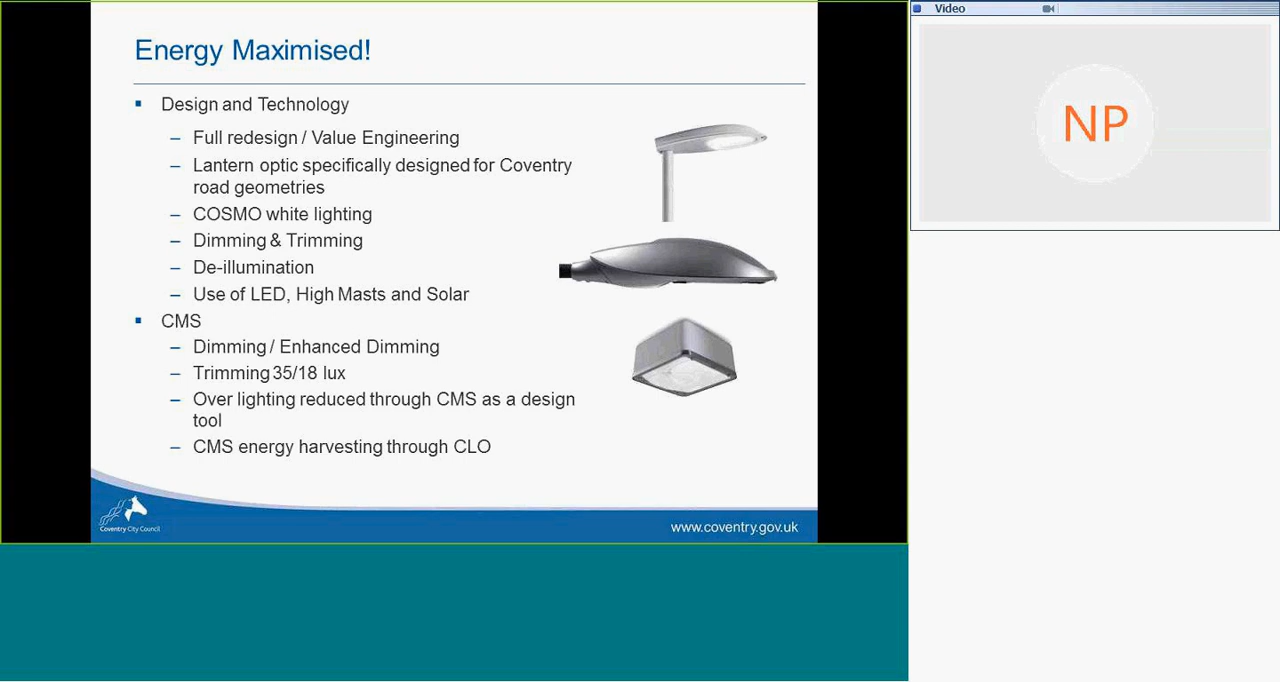 Energy Maximised!
Design and Technology
– Full redesign / Value Engineering
– Lantern optic specifically designed for Coventry
road geometries
– COSMO white lighting
– Dimming & Trimming
– De-illumination
– Use of LED, High Masts and Solar
CMS
– Dimming / Enhanced Dimming
– Trimming 35/18 lux
– Over lighting reduced through CMS as a design
tool
– CMS energy harvesting through CLO
Coventry City Council
www.coventry.gov.uk
Video
NP